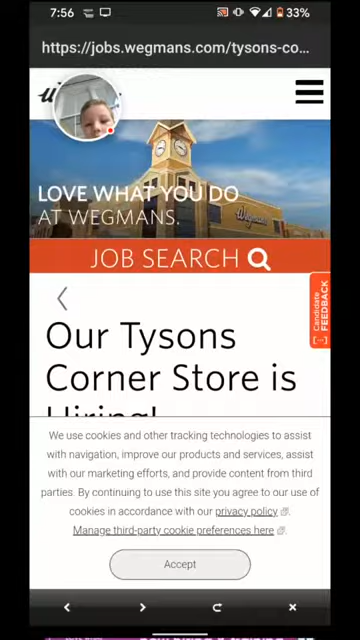 7:56
33%
https://jobs.wegmans.com/tysons-co...
LOVE WHAT YOU DO
AT WEGMANS.
Wegmans
JOB SEARCH
Candidate
FEEDBACK
[...]
Our Tysons
Corner Store is
Hiring!
We use cookies and other tracking technologies to assist
with navigation, improve our products and services, assist
with our marketing efforts, and provide content from third
parties. By continuing to use this site you agree to our use of
cookies in accordance with our privacy policy
Manage third-party cookie preferences here
Accept